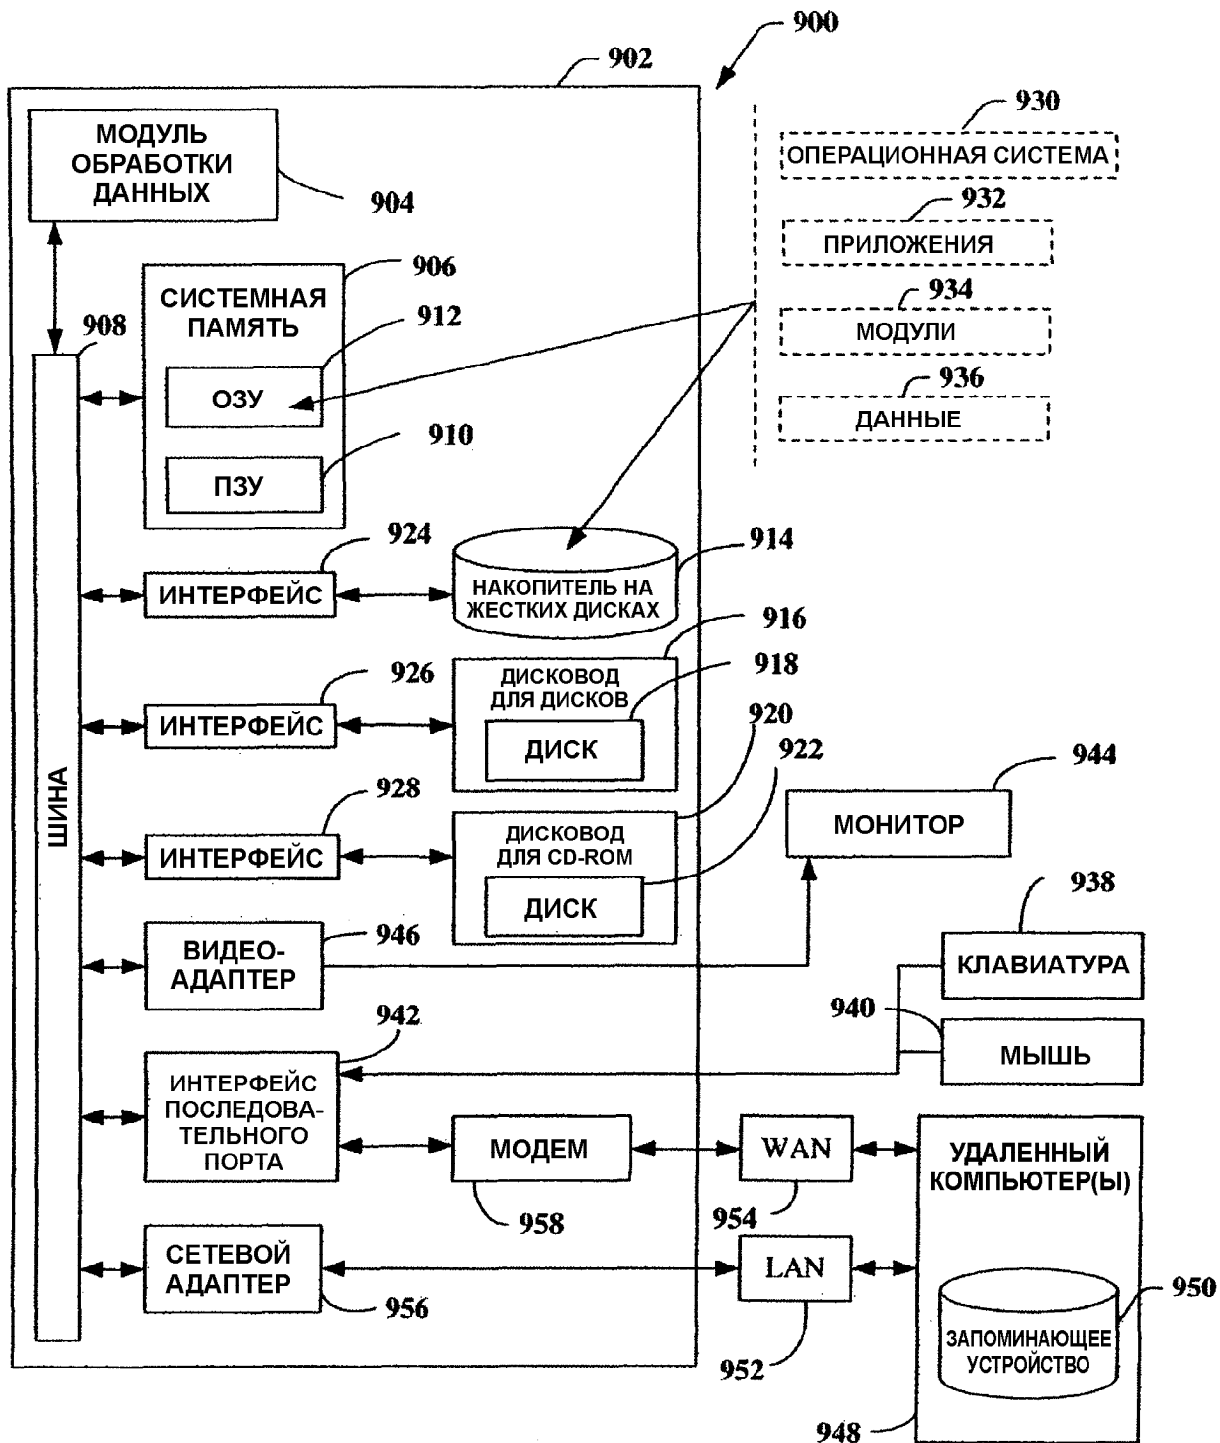 900
902
930
МОДУЛЬ
ОБРАБОТКИ
ДАННЫХ
904
ОПЕРАЦИОННАЯ СИСТЕМА
932
ПРИЛОЖЕНИЯ
906
СИСТЕМНАЯ
ПАМЯТЬ
912
908
934
МОДУЛИ
ОЗУ
936
ДАННЫЕ
910
ПЗУ
924
914
ИНТЕРФЕЙС
НАКОПИТЕЛЬ НА
ЖЕСТКИХ ДИСКАХ
916
926
ДИСКОВОД
ДЛЯ ДИСКОВ
918
ИНТЕРФЕЙС
ДИСК
920
922
ШИНА
944
МОНИТОР
928
ИНТЕРФЕЙС
ДИСКОВОД
ДЛЯ CD-ROM
ДИСК
938
946
ВИДЕО-
АДАПТЕР
КЛАВИАТУРА
942
940
МЫШЬ
ИНТЕРФЕЙС
ПОСЛЕДОВА-
ТЕЛЬНОГО
ПОРТА
МОДЕМ
WAN
УДАЛЕННЫЙ
КОМПЬЮТЕР(Ы)
958
954
СЕТЕВОЙ
АДАПТЕР
LAN
956
950
952
ЗАПОМИНАЮЩЕЕ
УСТРОЙСТВО
948